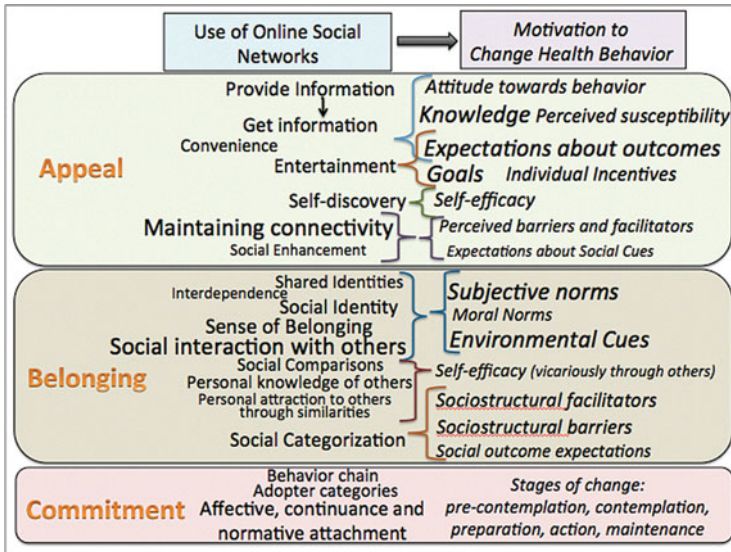 Use of Online Social
Networks
Motivation to
Change Health Behavior
Appeal
Provide Information
Get information
Convenience
Entertainment
Self-discovery
Maintaining connectivity
Social Enhancement
Attitude towards behavior
Knowledge Perceived susceptibility
Expectations about outcomes
Goals Individual Incentives
Self-efficacy
Perceived barriers and facilitators
Expectations about Social Cues
Belonging
Shared Identities
Interdependence
Social Identity
Sense of Belonging
Social interaction with others
Social Comparisons
Personal knowledge of others
Personal attraction to others
through similarities
Social Categorization
Subjective norms
Moral Norms
Environmental Cues
Self-efficacy (vicariously through others)
Sociostructural facilitators
Sociostructural barriers
Social outcome expectations
Commitment
Behavior chain
Adopter categories
Affective, continuance and
normative attachment
Stages of change:
pre-contemplation, contemplation,
preparation, action, maintenance